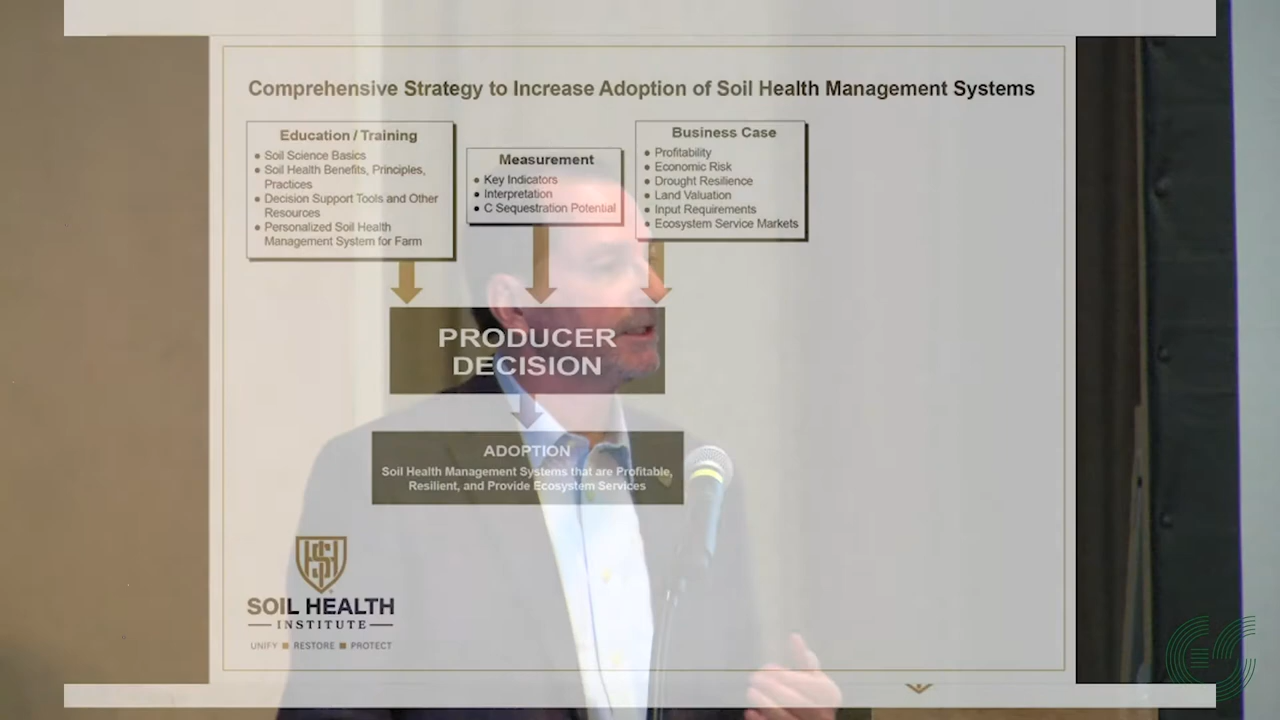 Comprehensive Strategy to Increase Adoption of Soil Health Management Systems
Education / Training
● Soil Science Basics
● Soil Health Benefits, Principles,
Practices
● Decision Support Tools and Other
Resources
● Personalized Soil Health
Management System for Farm
Measurement
● Key Indicators
● Interpretation
● C Sequestration Potential
Business Case
● Profitability
● Economic Risk
● Drought Resilience
● Land Valuation
● Input Requirements
● Ecosystem Service Markets
PRODUCER
DECISION
ADOPTION
Soil Health Management Systems that are Profitable,
Resilient, and Provide Ecosystem Services
SOIL HEALTH
INSTITUTE
UNIFY ■ RESTORE ■ PROTECT